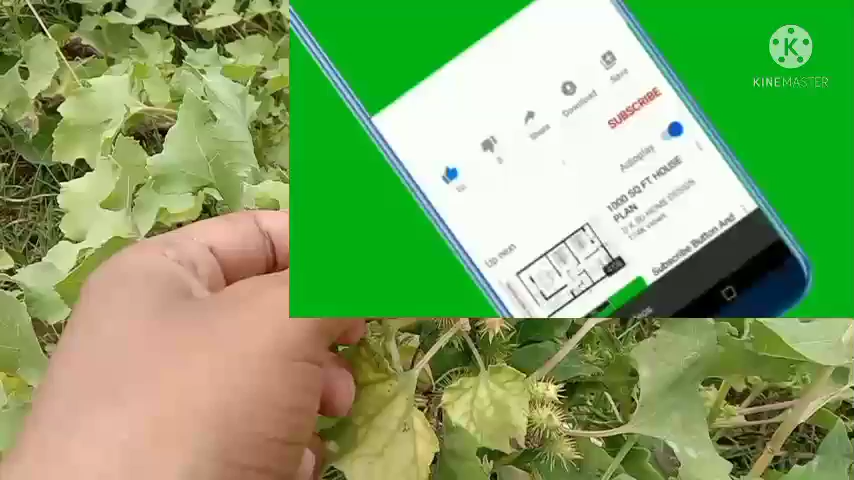 KINEMASTER
Save
Download
Share
SUBSCRIBE
Autoplay
Up next
1000 SQ FT HOUSE
PLAN
Subscribe Button And